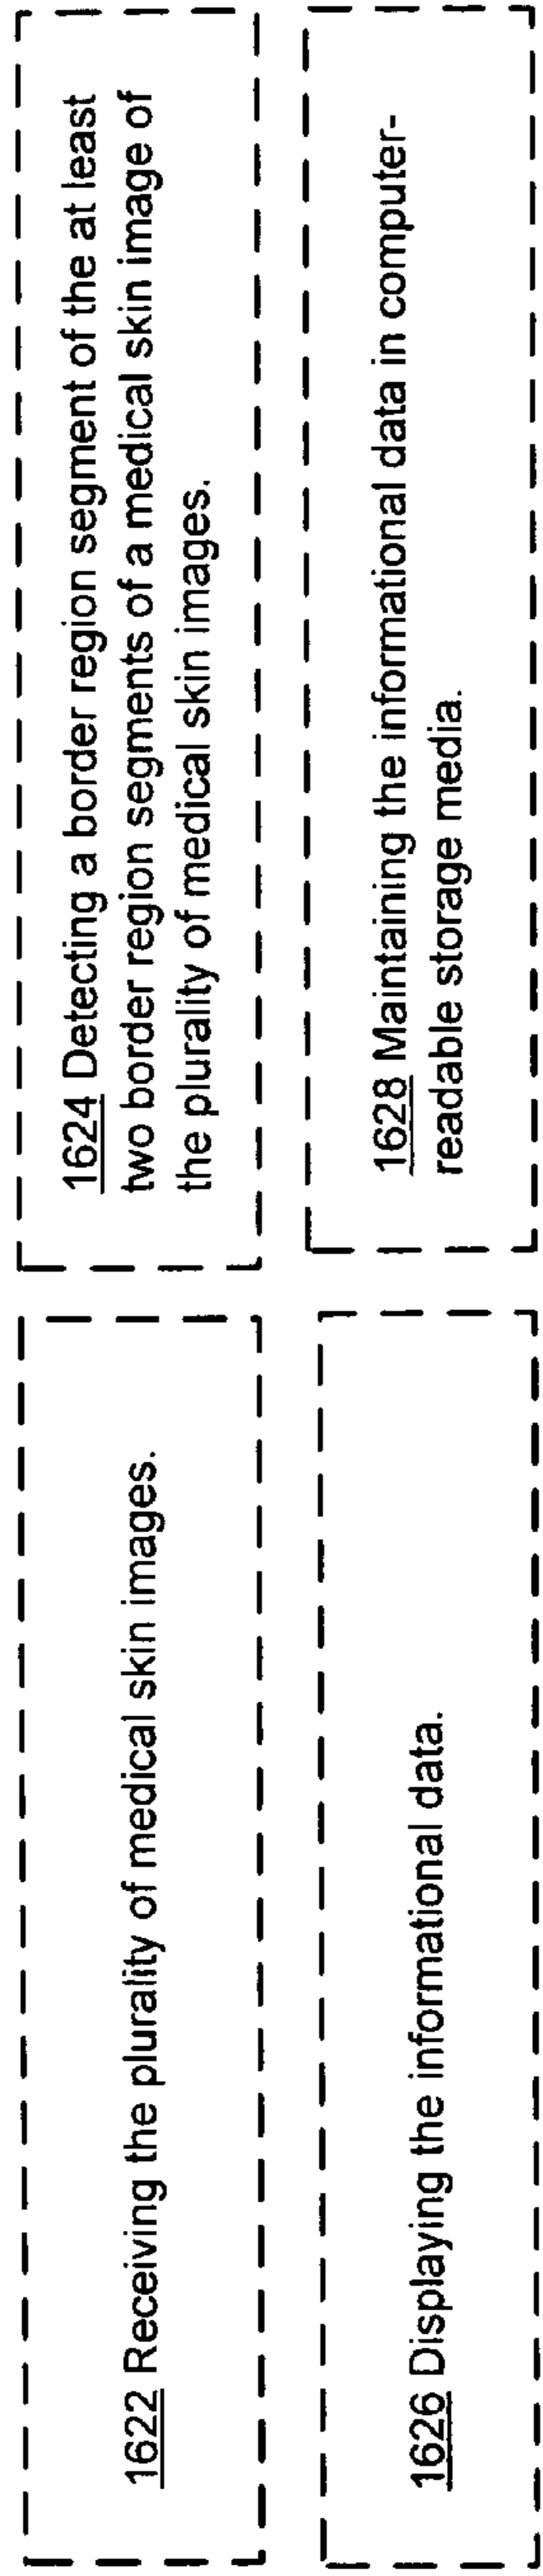 1622 Receiving the plurality of medical skin images.
1624 Detecting a border region segment of the at least
two border region segments of a medical skin image of
the plurality of medical skin images.
1626 Displaying the informational data.
1628 Maintaining the informational data in computer-
readable storage media.